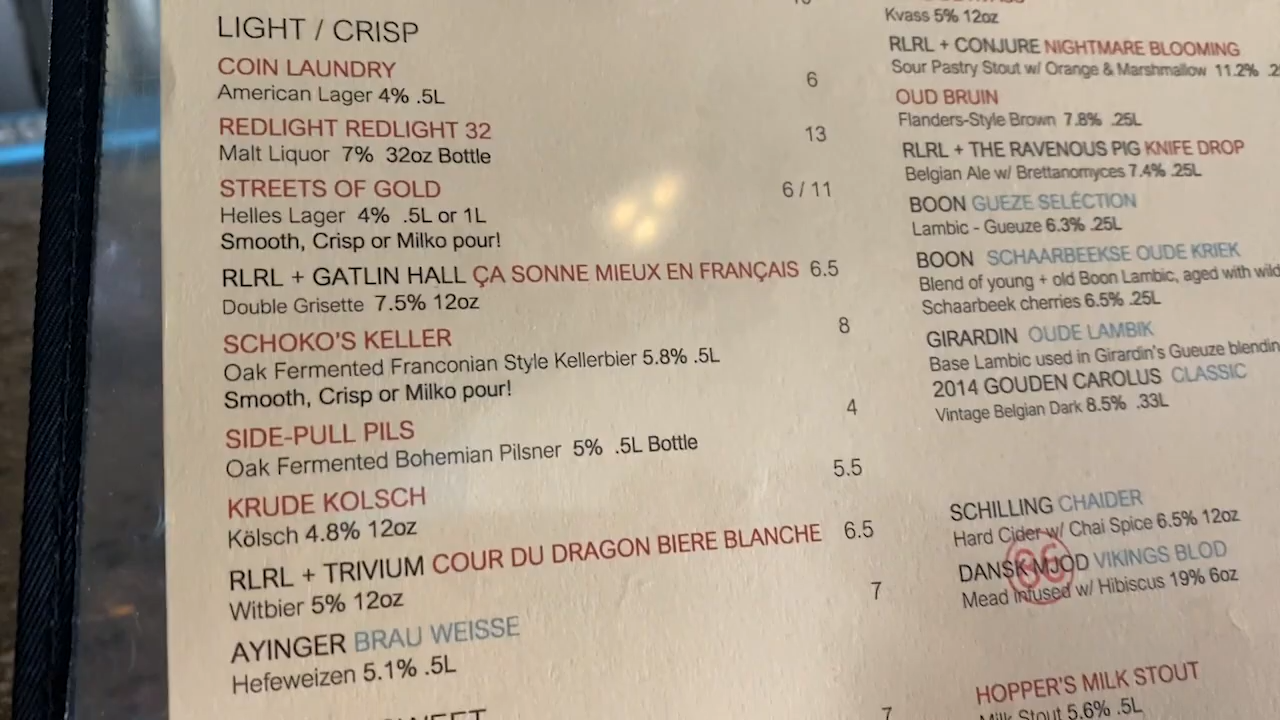 LIGHT / CRISP
COIN LAUNDRY
American Lager 4% .5L
6
REDLIGHT REDLIGHT 32
13
Malt Liquor 7% 32oz Bottle
STREETS OF GOLD
6 / 11
Helles Lager 4% .5L or 1L
Smooth, Crisp or Milko pour!
RLRL + GATLIN HALL ÇA SONNE MIEUX EN FRANÇAIS 6.5
Double Grisette 7.5% 12oz
SCHOKO'S KELLER
8
Oak Fermented Franconian Style Kellerbier 5.8% .5L
Smooth, Crisp or Milko pour!
SIDE-PULL PILS
4
Oak Fermented Bohemian Pilsner 5% .5L Bottle
KRUDE KOLSCH
5.5
Kölsch 4.8% 12oz
RLRL + TRIVIUM COUR DU DRAGON BIERE BLANCHE 6.5
Witbier 5% 12oz
AYINGER BRAU WEISSE
7
Hefeweizen 5.1% .5L
7
Kvass 5% 12oz
RLRL + CONJURE NIGHTMARE BLOOMING
Sour Pastry Stout w/ Orange & Marshmallow 11.2%
OUD BRUIN
Flanders-Style Brown 7.8% .25L
RLRL + THE RAVENOUS PIG KNIFE DROP
Belgian Ale w/ Brettanomyces 7.4% .25L
BOON GUEZE SELÉCTION
Lambic - Gueuze 6.3% .25L
BOON SCHAARBEEKSE OUDE KRIEK
Blend of young + old Boon Lambic, aged with wild
Schaarbeek cherries 6.5% .25L
GIRARDIN OUDE LAMBIK
Base Lambic used in Girardin's Gueuze blendin
2014 GOUDEN CAROLUS CLASSIC
Vintage Belgian Dark 8.5% .33L
SCHILLING CHAIDER
Hard Cider w/ Chai Spice 6.5% 12oz
DANSK MJOD VIKINGS BLOD
86
Mead infused w/ Hibiscus 19% 6oz
HOPPER'S MILK STOUT
Milk Stout 5.6% .5L